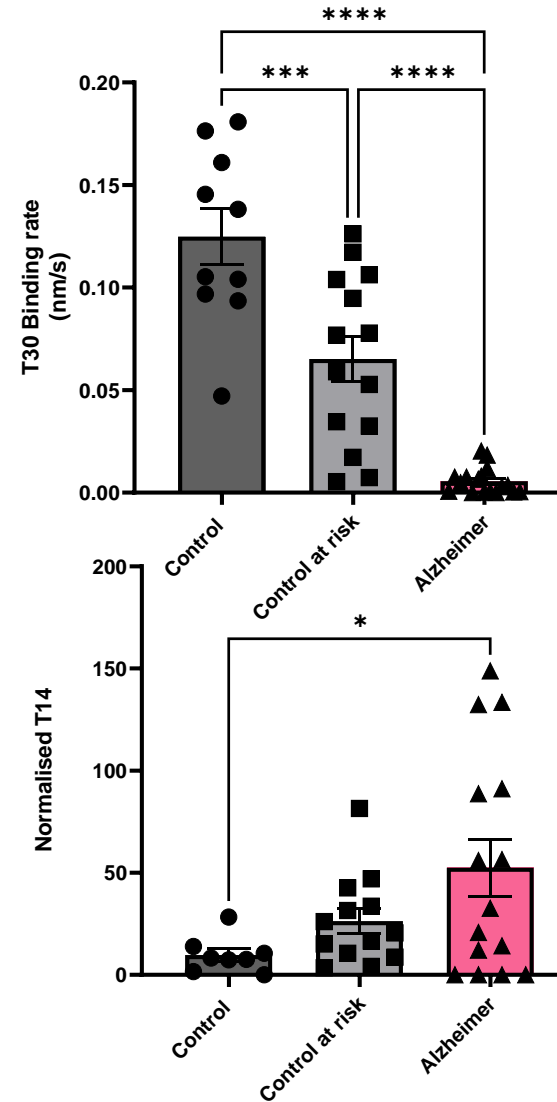 ****
***
****
0.20
0.15
0.10
0.05
0.00
T30 Binding rate
(nm/s)
Control
Control at risk
Alzheimer
*
200
150
100
50
0
Normalised T14
Control
Control at risk
Alzheimer